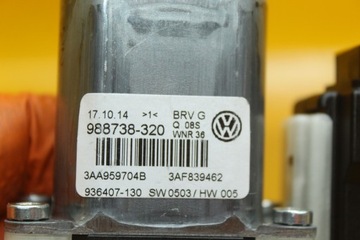 17.10.14 >1< BRV G
988738-320 Q 08S
WNR 36
3AA959704B 3AF839462
936407-130 SW 0503 / HW 005